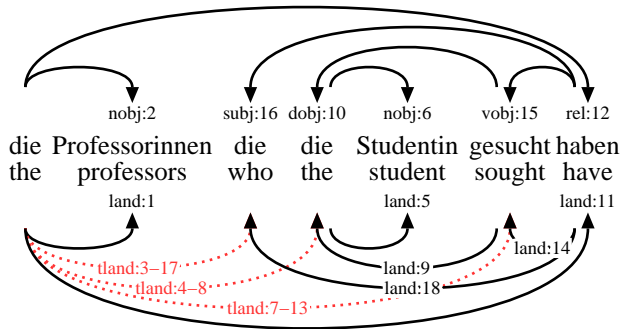 nobj:2 subj:16 dobj:10 nobj:6 vobj:15 rel:12
die Professorinnen die die Studentin gesucht haben
the professors who the student sought have
land:1 land:5 land:11
land:14
tland:3–17 land:9
tland:4–8 land:18
tland:7–13